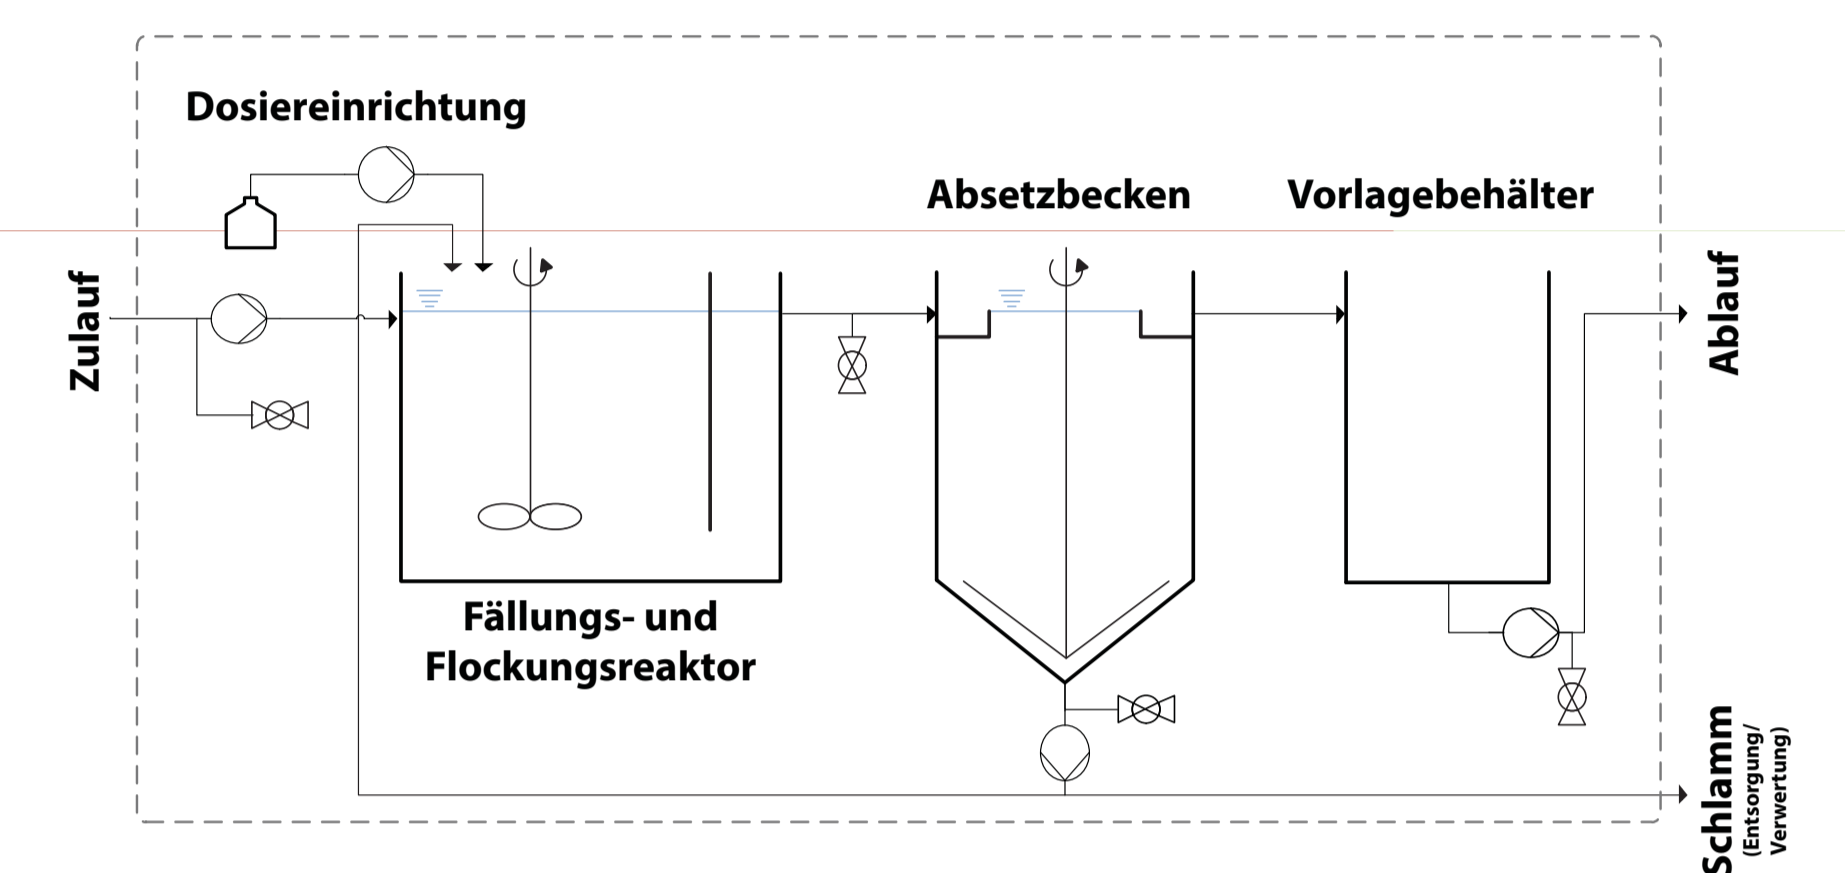 Dosiereinrichtung
Absetzbecken
Vorlagebehälter
Zulauf
Ablauf
Fällungs- und
Flockungsreaktor
Schlamm
(Entsorgung/
Verwertung)